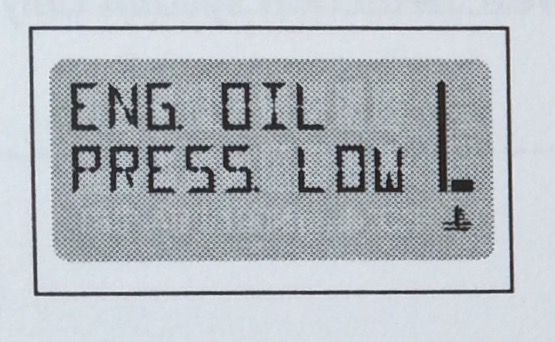 ENG. OIL
PRESS. LOW